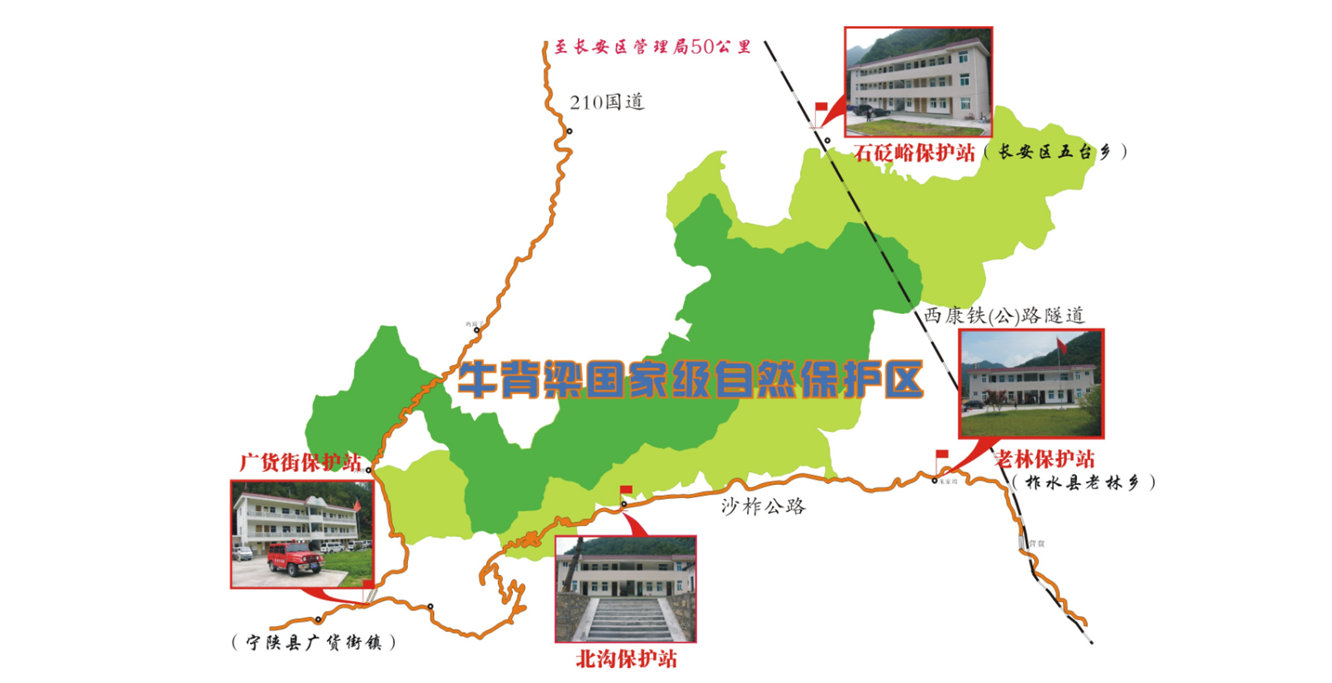 至长安区管理局50公里
210国道
石砭峪保护站
（长安区五台乡）
西康铁(公)路隧道
牛背梁国家级自然保护区
广货街保护站
老林保护站
（柞水县老林乡）
沙柞公路
营盘
（宁陕县广货街镇）
北沟保护站